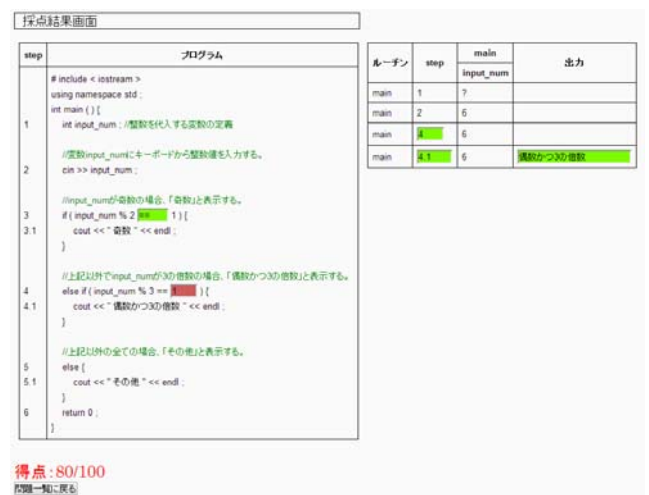 採点結果画面
step プログラム
# include < iostream >
using namespace std ;
int main ( ) {
1 int input_num ; //整数を代入する変数の定義
//変数input_numにキーボードから整数値を入力する。
2 cin >> input_num ;
//input_numが奇数の場合、「奇数」と表示する。
3 if ( input_num % 2 == 1 ) {
3.1 cout << " 奇数 " << endl ;
}
//上記以外でinput_numが3の倍数の場合、「偶数かつ3の倍数」と表示する。
4 else if ( input_num % 3 == 1 ) {
4.1 cout << " 偶数かつ3の倍数 " << endl ;
}
//上記以外の全ての場合、「その他」と表示する。
5 else {
5.1 cout << " その他 " << endl ;
}
6 return 0 ;
}
ルーチン step main 出力
input_num
main 1 ?
main 2 6
main 4 6
main 4.1 6 偶数かつ3の倍数
得点:80/100
問題一覧に戻る